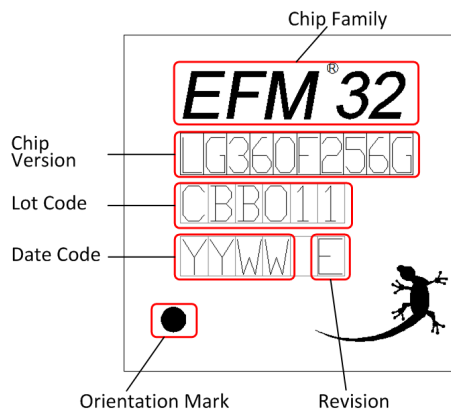 Chip Family
EFM®32
Chip Version
LG360F256G
Lot Code
CBB011
Date Code
YYWW E
Orientation Mark
Revision